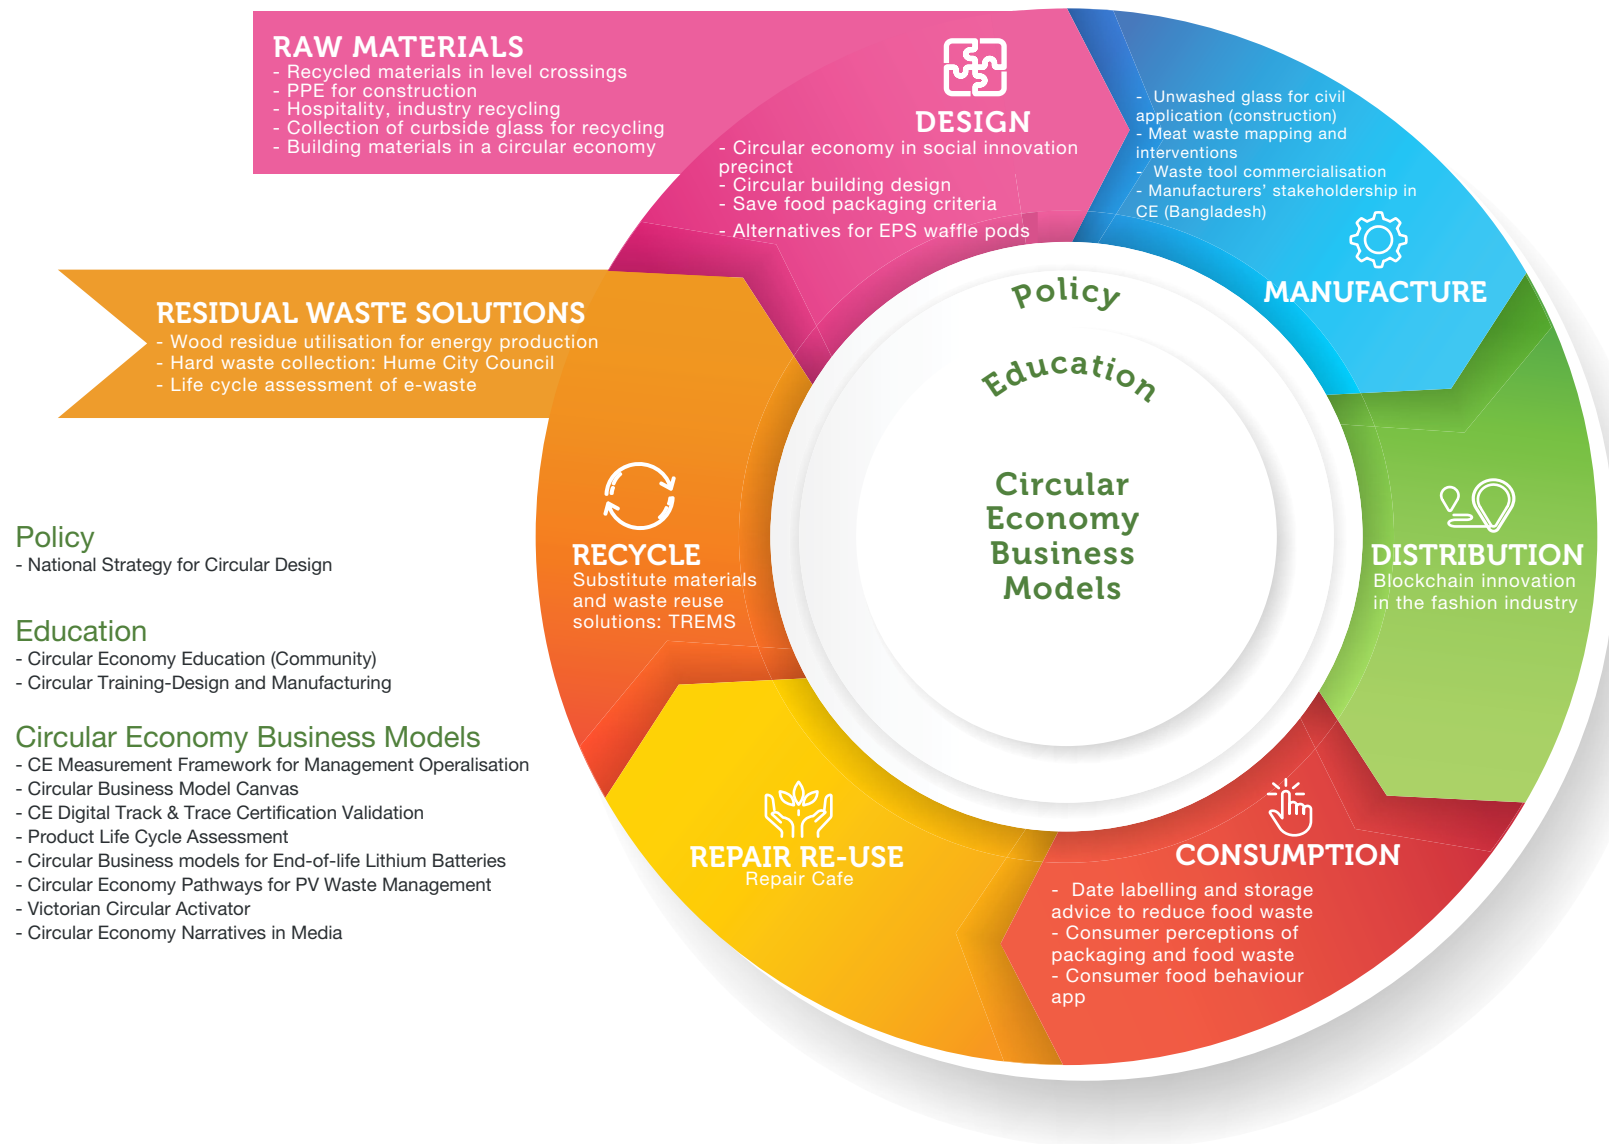 RAW MATERIALS
- Recycled materials in level crossings
- PPE for construction
- Hospitality, industry recycling
- Collection of curbside glass for recycling
- Building materials in a circular economy
DESIGN
- Circular economy in social innovation
precinct
- Circular building design
- Save food packaging criteria
- Alternatives for EPS waffle pods
- Unwashed glass for civil
application (construction)
- Meat waste mapping and
interventions
- Waste tool commercialisation
- Manufacturers' stakeholdership in
CE (Bangladesh)
MANUFACTURE
RESIDUAL WASTE SOLUTIONS
- Wood residue utilisation for energy production
- Hard waste collection: Hume City Council
- Life cycle assessment of e-waste
Policy
Education
Circular
Economy
Business
Models
DISTRIBUTION
Blockchain innovation
in the fashion industry
RECYCLE
Substitute materials
and waste reuse
solutions: TREMS
CONSUMPTION
- Date labelling and storage
advice to reduce food waste
- Consumer perceptions of
packaging and food waste
- Consumer food behaviour
app
REPAIR RE-USE
Repair Cafe
Policy
- National Strategy for Circular Design
Education
- Circular Economy Education (Community)
- Circular Training-Design and Manufacturing
Circular Economy Business Models
- CE Measurement Framework for Management Operalisation
- Circular Business Model Canvas
- CE Digital Track & Trace Certification Validation
- Product Life Cycle Assessment
- Circular Business models for End-of-life Lithium Batteries
- Circular Economy Pathways for PV Waste Management
- Victorian Circular Activator
- Circular Economy Narratives in Media